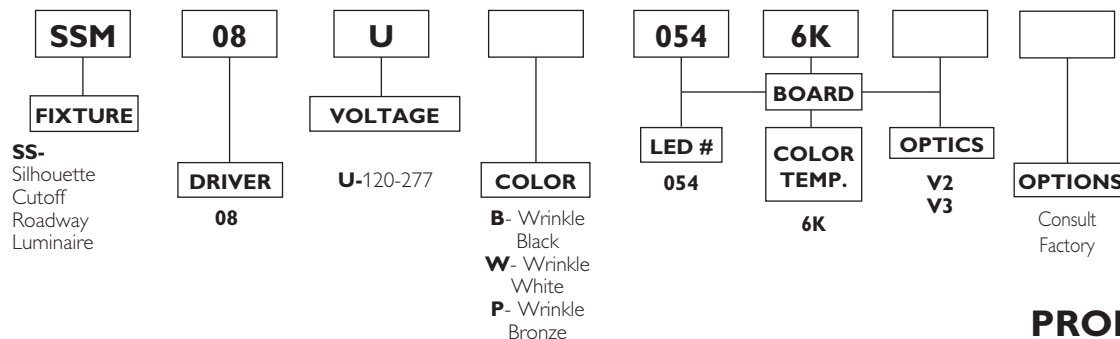 SSM 08 U 054 6K
BOARD
FIXTURE VOLTAGE
LED # COLOR TEMP. OPTICS
SS-
Silhouette
Cutoff
Roadway
Luminaire
DRIVER
08
U-120-277
COLOR
B- Wrinkle
Black
W- Wrinkle
White
P- Wrinkle
Bronze
054
6K
V2
V3
OPTIONS
Consult
Factory